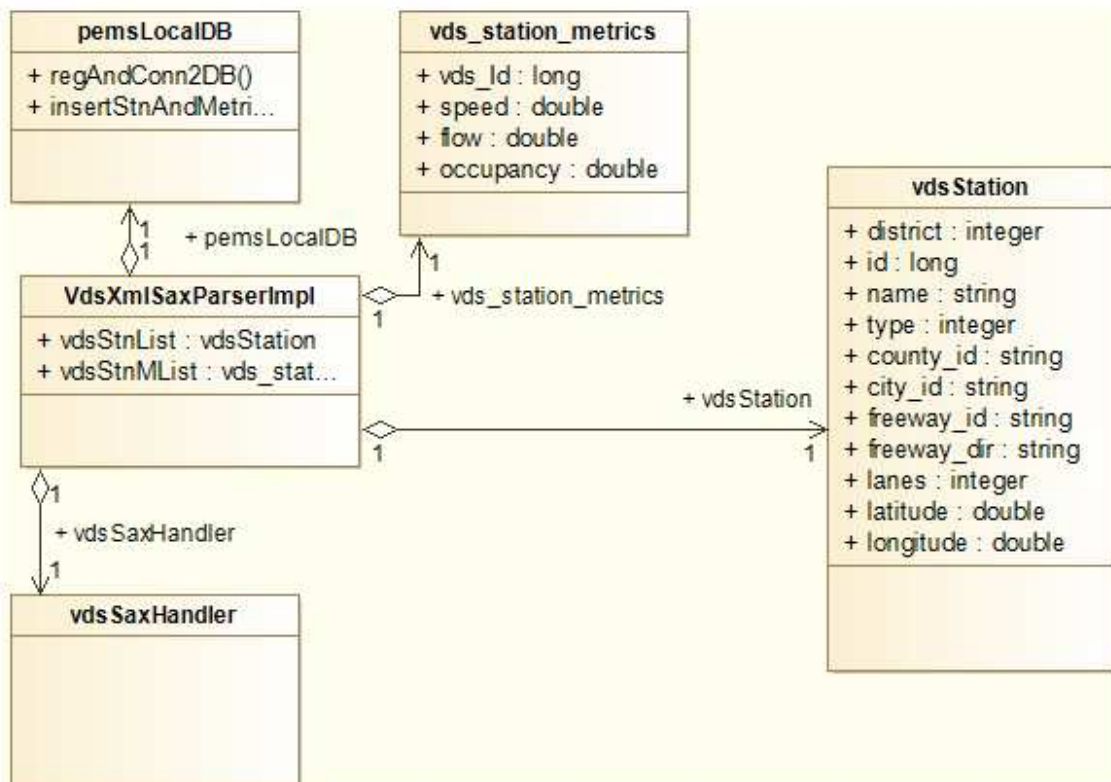 pemsLocalDB
+ regAndConn2DB()
+ insertStnAndMetri...
vds_station_metrics
+ vds_Id : long
+ speed : double
+ flow : double
+ occupancy : double
vdsStation
+ district : integer
+ id : long
+ name : string
+ type : integer
+ county_id : string
+ city_id : string
+ freeway_id : string
+ freeway_dir : string
+ lanes : integer
+ latitude : double
+ longitude : double
1
1
+ pemsLocalDB
VdsXmlSaxParserImpl
+ vdsStnList : vdsStation
+ vdsStnMList : vds_stat...
1
1
+ vds_station_metrics
+ vdsStation
1
1
1
+ vdsSaxHandler
1
vdsSaxHandler